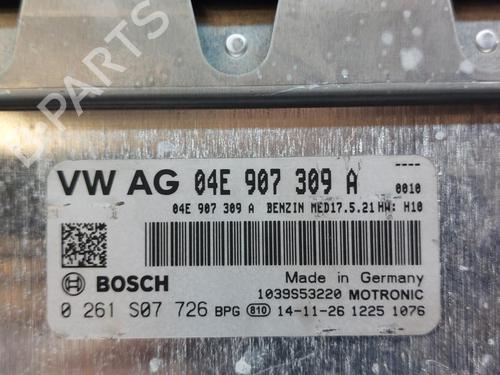 VW AG 04E 907 309 A 0010
04E 907 309 A BENZIN MED17.5.21 HW: H10
BOSCH
Made in Germany
1039S53220 MOTRONIC
0 261 S07 726 BPG 810 14-11-26 1225 1076